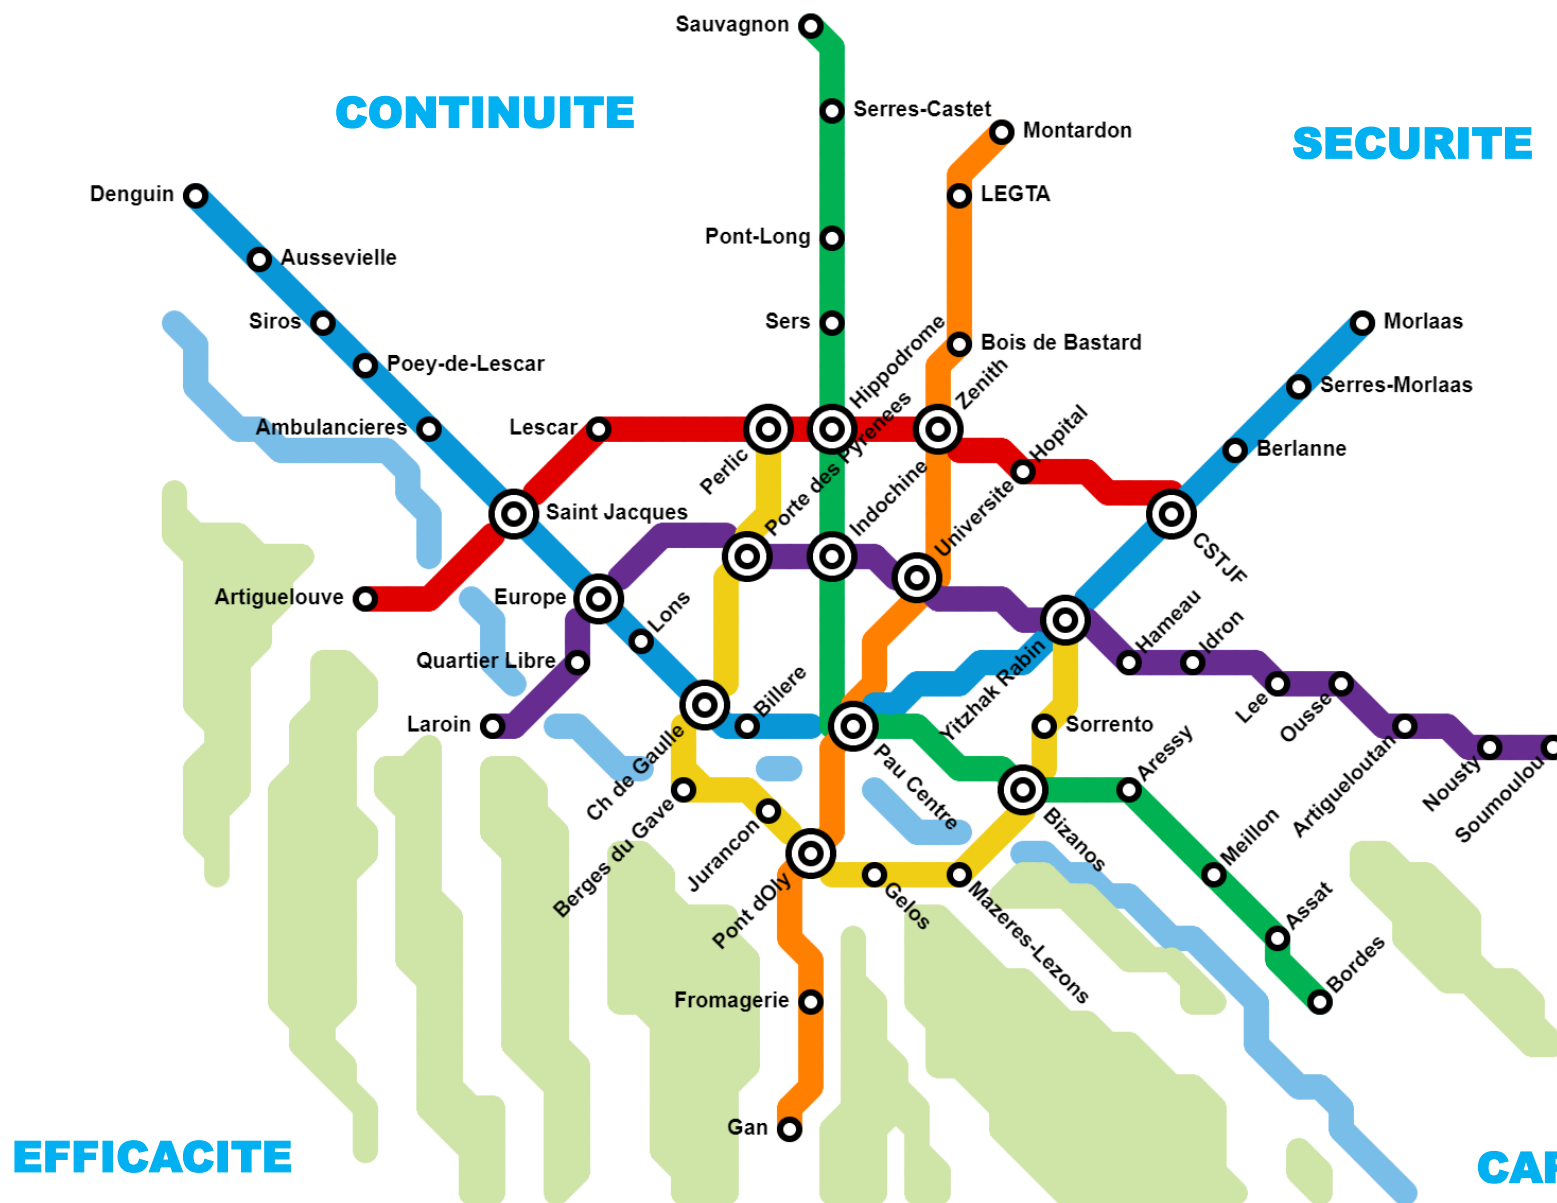 Sauvagnon
CONTINUITE
Serres-Castet
Montardon
SECURITE
Denguin
LEGTA
Pont-Long
Aussevielle
Siros
Sers
Morlaas
Hippodrome
Bois de Bastard
Poey-de-Lescar
Zenith
Serres-Morlaas
Ambulancieres
Lescar
Porte des Pyrenees
Hopital
Berlanne
Perlic
Indochine
Saint Jacques
Universite
CSTJF
Artiguelouve
Europe
Lons
Hameau
Idron
Quartier Libre
Yitzhak Rabin
Laroin
Billere
Sorrento
Lee
Ousse
Ch de Gaulle
Pau Centre
Aressy
Artigueloutan
Nousty
Soumoulou
Berges du Gave
Jurancon
Bizanos
Meillon
Pont dOly
Gelos
Mazeres-Lezons
Assat
Bordes
Fromagerie
Gan
EFFICACITE